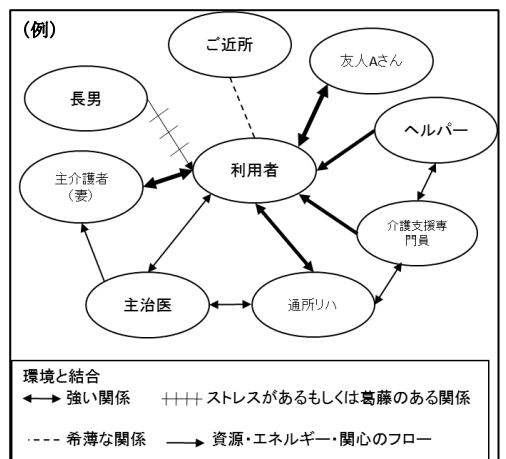 (例)
ご近所
友人Aさん
長男
ヘルパー
利用者
主介護者
(妻)
介護支援専
門員
主治医
通所リハ
環境と結合
強い関係
ストレスがあるもしくは葛藤のある関係
希薄な関係
資源・エネルギー・関心のフロー